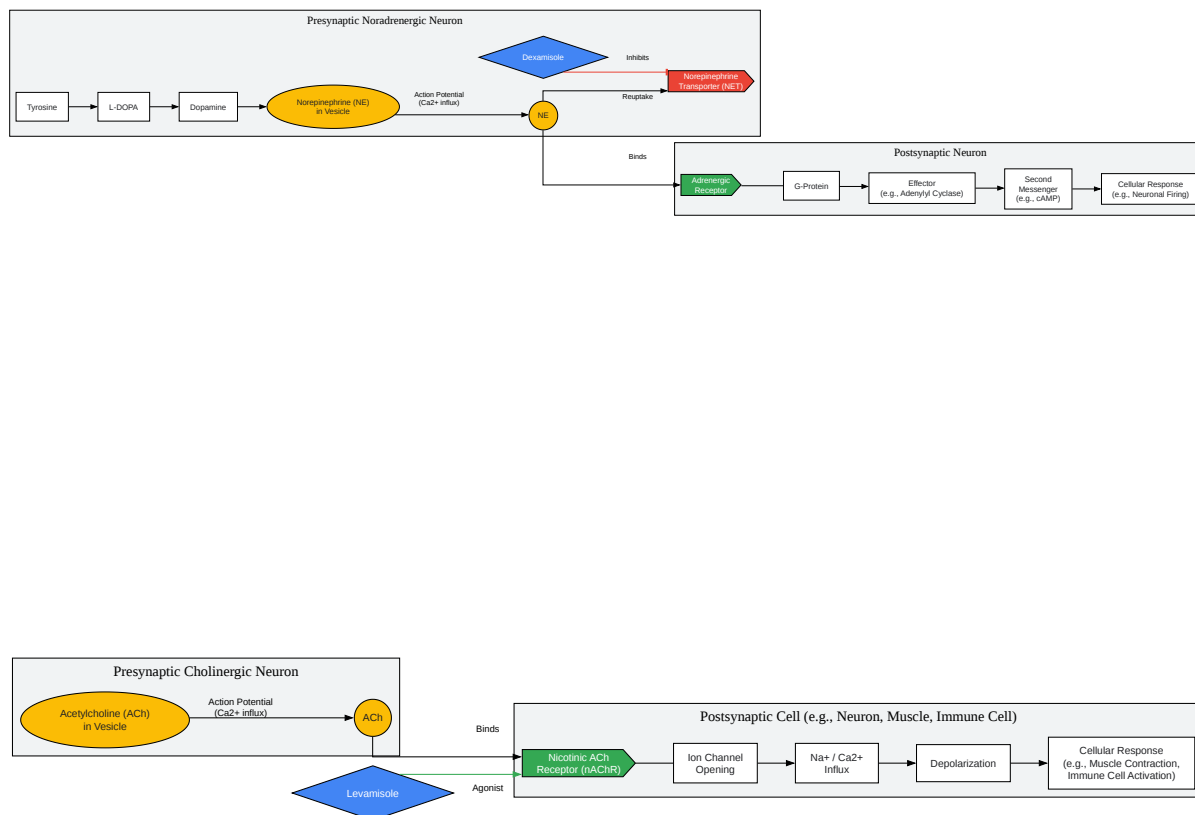 Presynaptic Noradrenergic Neuron
Dexamisole
Inhibits
Norepinephrine
Transporter (NET)
Tyrosine
L-DOPA
Dopamine
Norepinephrine (NE)
in Vesicle
Action Potential
(Ca2+ influx)
NE
Reuptake
Binds
Postsynaptic Neuron
Adrenergic
Receptor
G-Protein
Effector
(e.g., Adenylyl Cyclase)
Second
Messenger
(e.g., cAMP)
Cellular Response
(e.g., Neuronal Firing)
Presynaptic Cholinergic Neuron
Acetylcholine (ACh)
in Vesicle
Action Potential
(Ca2+ influx)
ACh
Binds
Levamisole
Agonist
Postsynaptic Cell (e.g., Neuron, Muscle, Immune Cell)
Nicotinic ACh
Receptor (nAChR)
Ion Channel
Opening
Na+ / Ca2+
Influx
Depolarization
Cellular Response
(e.g., Muscle Contraction,
Immune Cell Activation)